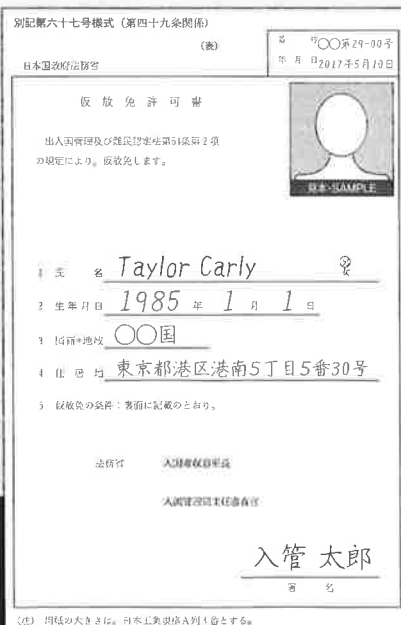 別記第六十七号様式(第四十九条関係)
(表)
日本国政府法務省
番 号 〇〇第29-00号
年 月 日 2017年5月10日
仮放免許可書
出入国管理及び難民認定法第54条第2項
の規定により、仮放免します。
見本・SAMPLE
1 氏 名 Taylor Carly 男 女
2 生年月日 1985 年 1 月 1 日
3 国籍・地域 〇〇国
4 住居地 東京都港区港南5丁目5番30号
5 仮放免の条件:裏面に記載のとおり。
法務省
入国者収容所長
入国管理局主任審査官
入管 太郎
署 名
(注) 用紙の大きさは、日本工業規格A列4番とする。